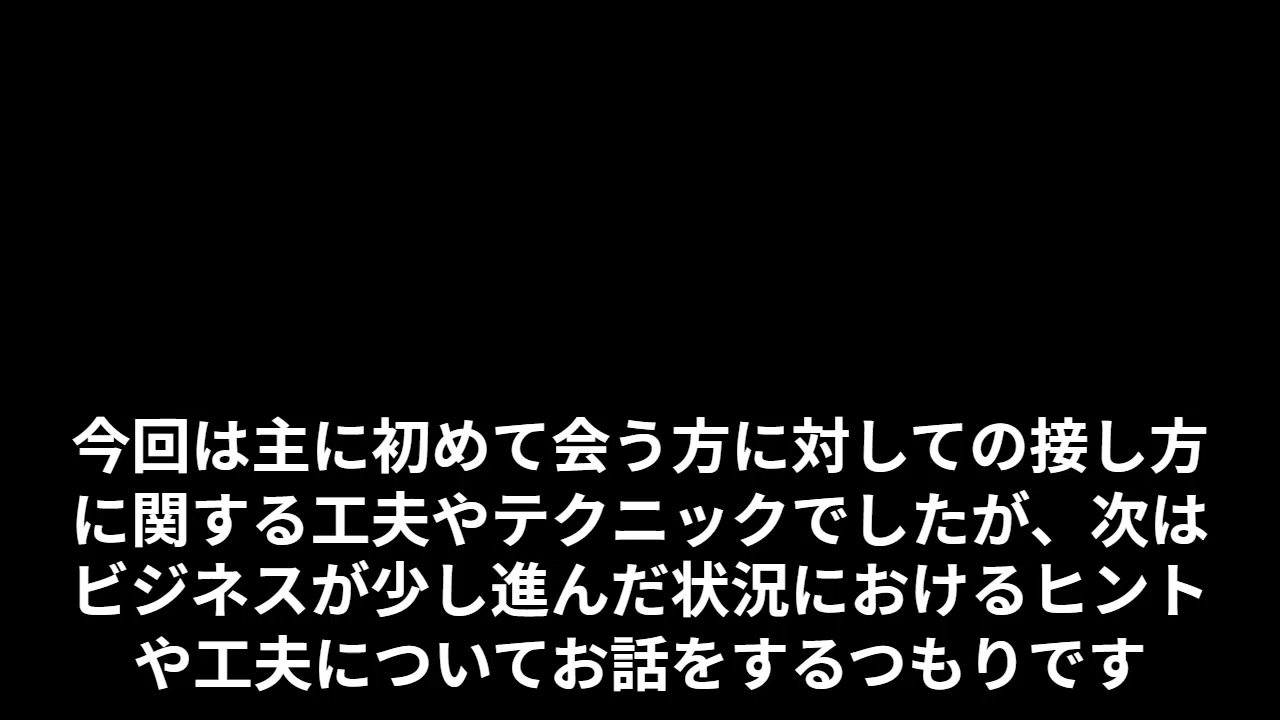 今回は主に初めて会う方に対しての接し方
に関する工夫やテクニックでしたが、次は
ビジネスが少し進んだ状況におけるヒント
や工夫についてお話をするつもりです